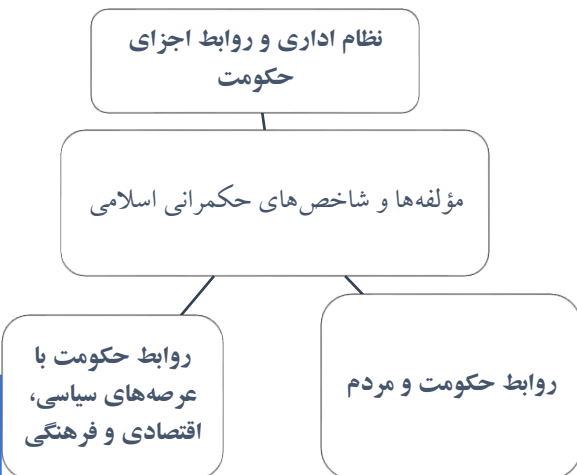 نظام اداری و روابط اجزای
حکومت
مؤلفه‌ها و شاخص‌های حکمرانی اسلامی
روابط حکومت و مردم
روابط حکومت با
عرصه‌های سیاسی،
اقتصادی و فرهنگی